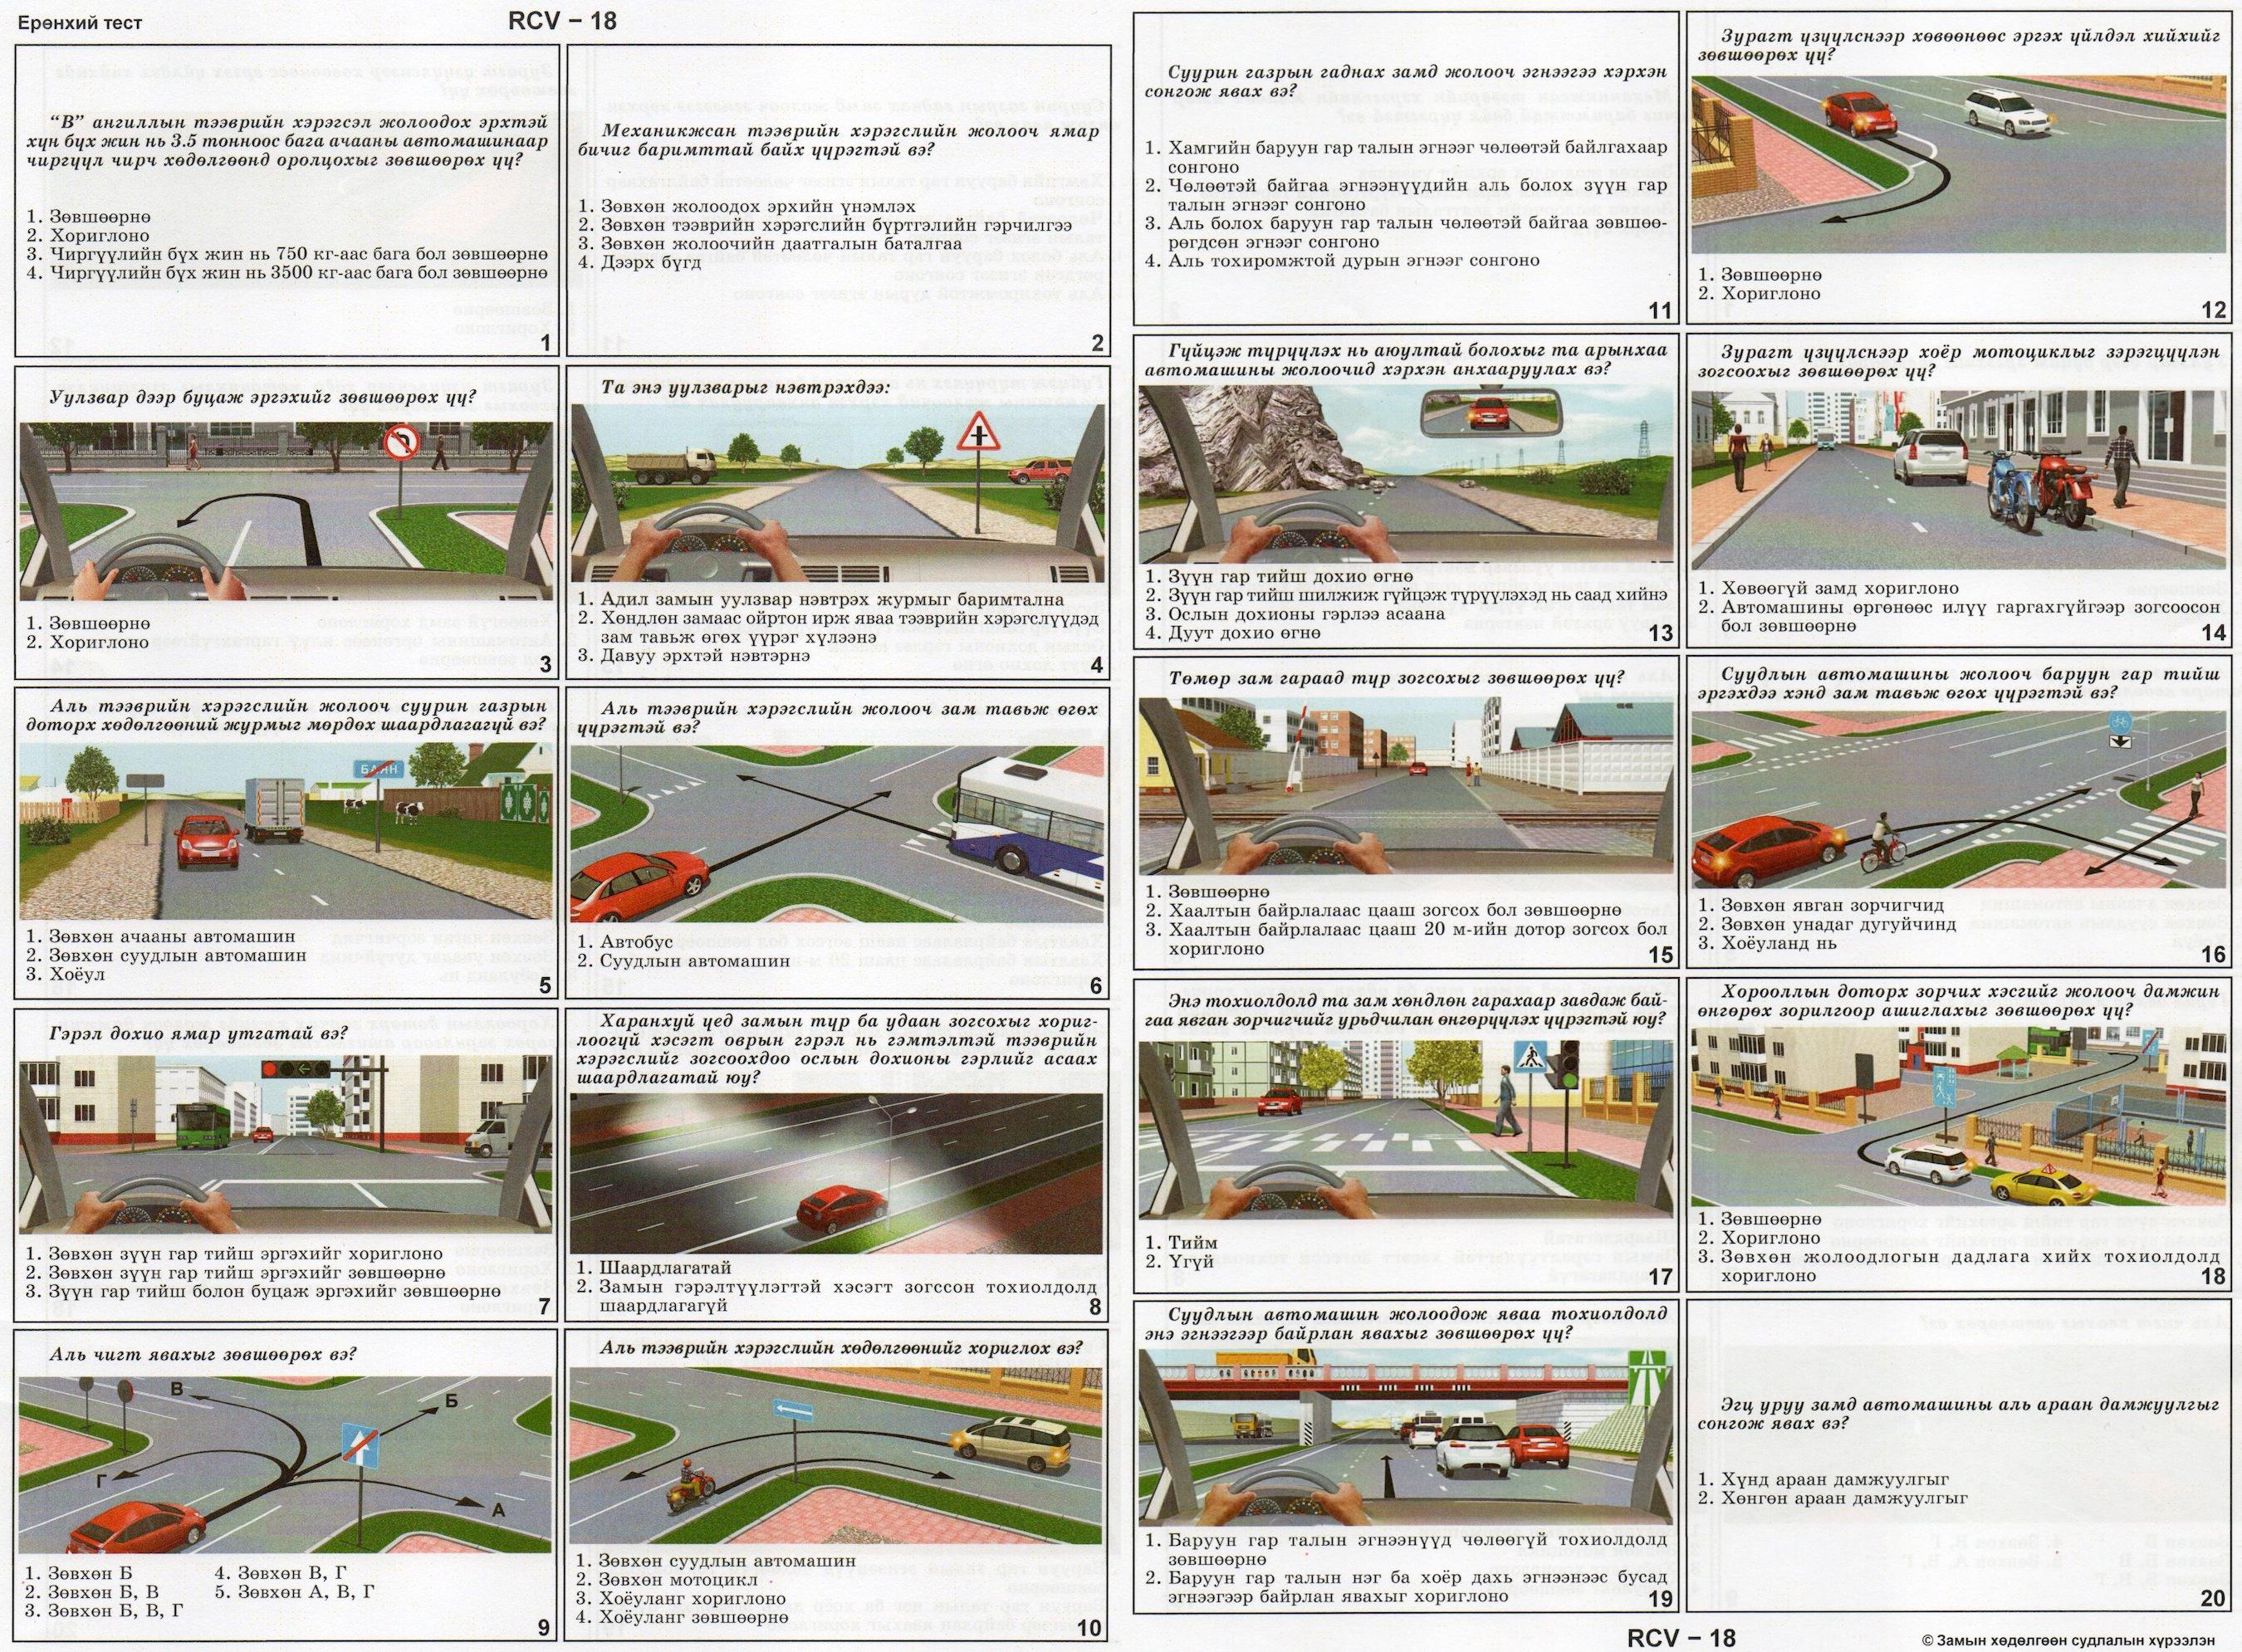 Ерөнхий тест
RCV – 18
“В” ангиллын тээврийн хэрэгсэл жолоодох эрхтэй
хүн бүх жин нь 3.5 тонноос бага ачааны автомашинаар
чиргүүл чирч хөдөлгөөнд оролцохыг зөвшөөрөх үү?
1. Зөвшөөрнө
2. Хориглоно
3. Чиргүүлийн бүх жин нь 750 кг-аас бага бол зөвшөөрнө
4. Чиргүүлийн бүх жин нь 3500 кг-аас бага бол зөвшөөрнө
1
Механикжсан тээврийн хэрэгслийн жолооч ямар
бичиг баримттай байх үүрэгтэй вэ?
1. Зөвхөн жолоодох эрхийн үнэмлэх
2. Зөвхөн тээврийн хэрэгслийн бүртгэлийн гэрчилгээ
3. Зөвхөн жолоочийн даатгалын баталгаа
4. Дээрх бүгд
2
Уулзвар дээр буцаж эргэхийг зөвшөөрөх үү?
1. Зөвшөөрнө
2. Хориглоно
3
Та энэ уулзварыг нэвтрэхдээ:
1. Адил замын уулзвар нэвтрэх журмыг баримтална
2. Хөндлөн замаас ойртон ирж яваа тээврийн хэрэгслүүдэд
зам тавьж өгөх үүрэг хүлээнэ
3. Давуу эрхтэй нэвтэрнэ
4
Аль тээврийн хэрэгслийн жолооч суурин газрын
доторх хөдөлгөөний журмыг мөрдөх шаардлагагүй вэ?
БАЯН
1. Зөвхөн ачааны автомашин
2. Зөвхөн суудлын автомашин
3. Хоёул
5
Аль тээврийн хэрэгслийн жолооч зам тавьж өгөх
үүрэгтэй вэ?
1. Автобус
2. Суудлын автомашин
6
Гэрэл дохио ямар утгатай вэ?
1. Зөвхөн зүүн гар тийш эргэхийг хориглоно
2. Зөвхөн зүүн гар тийш эргэхийг зөвшөөрнө
3. Зүүн гар тийш болон буцаж эргэхийг зөвшөөрнө
7
Харанхуй үед замын түр ба удаан зогсохыг хориг-
лоогүй хэсэгт оврын гэрэл нь гэмтэлтэй тээврийн
хэрэгслийг зогсоохдоо ослын дохионы гэрлийг асаах
шаардлагатай юу?
1. Шаардлагатай
2. Замын гэрэлтүүлэгтэй хэсэгт зогссон тохиолдолд
шаардлагагүй
8
Аль чигт явахыг зөвшөөрөх вэ?
В
Б
Г
А
1. Зөвхөн Б
2. Зөвхөн Б, В
3. Зөвхөн Б, В, Г
4. Зөвхөн В, Г
5. Зөвхөн А, В, Г
9
Аль тээврийн хэрэгслийн хөдөлгөөнийг хориглох вэ?
1. Зөвхөн суудлын автомашин
2. Зөвхөн мотоцикл
3. Хоёуланг хориглоно
4. Хоёуланг зөвшөөрнө
10
Суурин газрын гаднах замд жолооч эгнээгээ хэрхэн
сонгож явах вэ?
1. Хамгийн баруун гар талын эгнээг чөлөөтэй байлгахаар
сонгоно
2. Чөлөөтэй байгаа эгнээнүүдийн аль болох зүүн гар
талын эгнээг сонгоно
3. Аль болох баруун гар талын чөлөөтэй байгаа зөвшөө-
рөгдсөн эгнээг сонгоно
4. Аль тохиромжтой дурын эгнээг сонгоно
11
Зурагт үзүүлснээр хөвөөнөөс эргэх үйлдэл хийхийг
зөвшөөрөх үү?
1. Зөвшөөрнө
2. Хориглоно
12
Гүйцэж түрүүлэх нь аюултай болохыг та арынхаа
автомашины жолоочид хэрхэн анхааруулах вэ?
1. Зүүн гар тийш дохио өгнө
2. Зүүн гар тийш шилжиж гүйцэж түрүүлэхэд нь саад хийнэ
3. Ослын дохионы гэрлээ асаана
4. Дуут дохио өгнө
13
Зурагт үзүүлснээр хоёр мотоциклыг зэрэгцүүлэн
зогсоохыг зөвшөөрөх үү?
1. Хөвөөгүй замд хориглоно
2. Автомашины өргөнөөс илүү гаргахгүйгээр зогсоосон
бол зөвшөөрнө
14
Төмөр зам гараад түр зогсохыг зөвшөөрөх үү?
1. Зөвшөөрнө
2. Хаалтын байрлалаас цааш зогсох бол зөвшөөрнө
3. Хаалтын байрлалаас цааш 20 м-ийн дотор зогсох бол
хориглоно
15
Суудлын автомашины жолооч баруун гар тийш
эргэхдээ хэнд зам тавьж өгөх үүрэгтэй вэ?
1. Зөвхөн явган зорчигчид
2. Зөвхөн унадаг дугуйчинд
3. Хоёуланд нь
16
Энэ тохиолдолд та зам хөндлөн гарахаар завдаж бай-
гаа явган зорчигчийг урьдчилан өнгөрүүлэх үүрэгтэй юу?
1. Тийм
2. Үгүй
17
Хорооллын доторх зорчих хэсгийг жолооч дамжин
өнгөрөх зорилгоор ашиглахыг зөвшөөрөх үү?
1. Зөвшөөрнө
2. Хориглоно
3. Зөвхөн жолоодлогын дадлага хийх тохиолдолд
хориглоно
18
Суудлын автомашин жолоодож яваа тохиолдолд
энэ эгнээгээр байрлан явахыг зөвшөөрөх үү?
1. Баруун гар талын эгнээнүүд чөлөөгүй тохиолдолд
зөвшөөрнө
2. Баруун гар талын нэг ба хоёр дахь эгнээнээс бусад
эгнээгээр байрлан явахыг хориглоно
19
Эгц уруу замд автомашины аль араан дамжуулгыг
сонгож явах вэ?
1. Хүнд араан дамжуулгыг
2. Хөнгөн араан дамжуулгыг
20
RCV – 18
© Замын хөдөлгөөн судлалын хүрээлэн